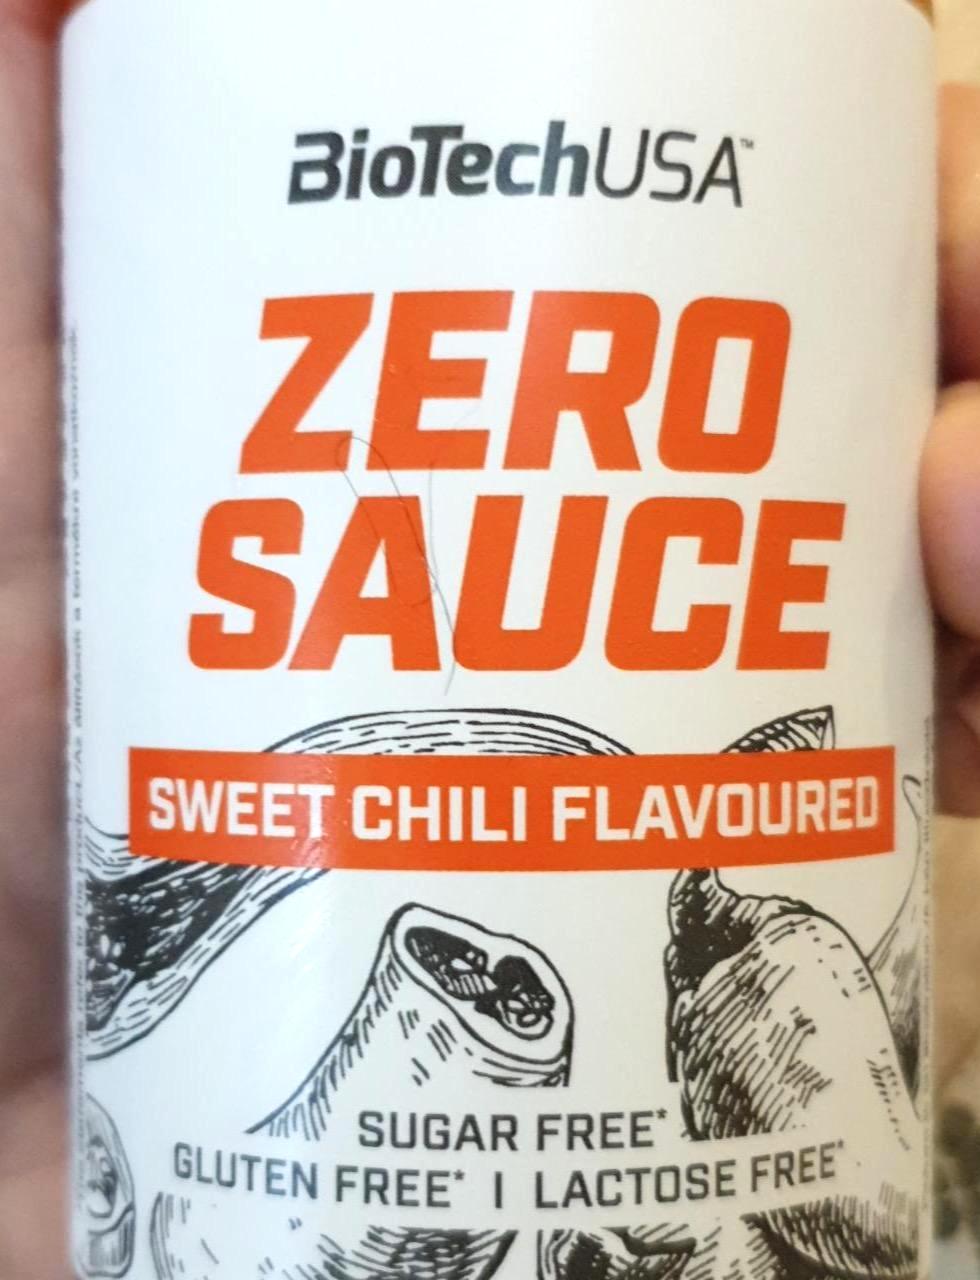 BioTechUSA™
ZERO
SAUCE
SWEET CHILI FLAVOURED
SUGAR FREE*
GLUTEN FREE* | LACTOSE FREE*